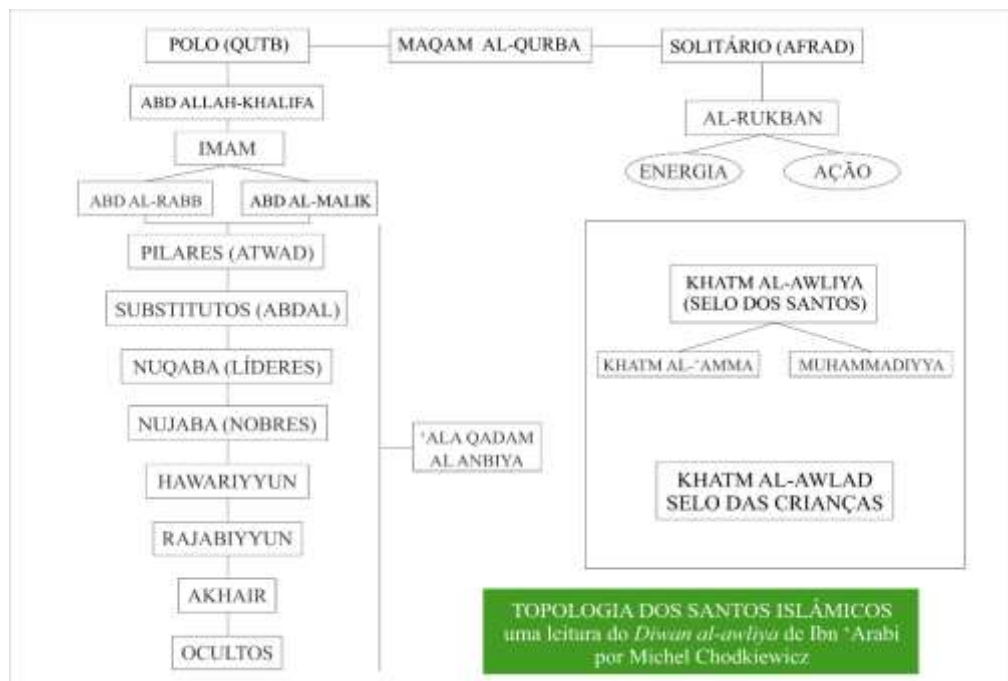 POLO (QUTB)
MAQAM AL-QURBA
SOLITÁRIO (AFRAD)
ABD ALLAH-KHALIFA
AL-RUKBAN
IMAM
ENERGIA
AÇÃO
ABD AL-RABB
ABD AL-MALIK
PILARES (ATWAD)
SUBSTITUTOS (ABDAL)
NUQABA (LÍDERES)
NUJABA (NOBRES)
HAWARIYYUN
RAJABIYYUN
AKHAIR
OCULTOS
‘ALA QADAM
AL ANBIYA
KHATM AL-AWLIYA
(SELO DOS SANTOS)
KHATM AL-‘AMMA
MUHAMMADIYYA
KHATM AL-AWLAD
SELO DAS CRIANÇAS
TOPOLOGIA DOS SANTOS ISLÂMICOS
uma leitura do Diwan al-awliya de Ibn ‘Arabi
por Michel Chodkiewicz